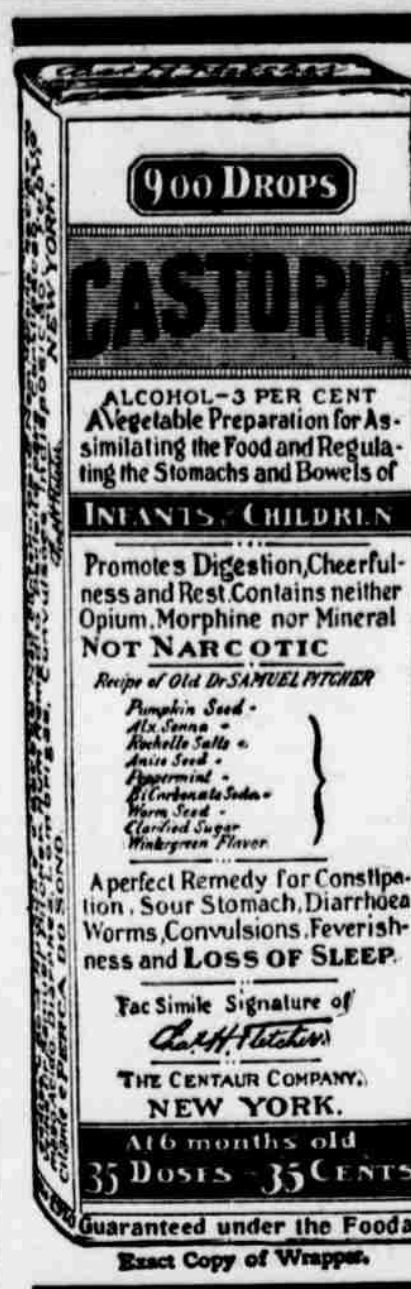 900 DROPS
CASTORIA
ALCOHOL-3 PER CENT
A Vegetable Preparation for As-
similating the Food and Regula-
ting the Stomachs and Bowels of
INFANTS, CHILDREN
Promotes Digestion, Cheerful-
ness and Rest. Contains neither
Opium, Morphine nor Mineral
NOT NARCOTIC
Recipe of Old Dr SAMUEL PITCHER
Pumpkin Seed -
Alx. Senna -
Rochelle Salts -
Anise Seed -
Peppermint -
BiCarbonate Soda -
Worm Seed -
Clarified Sugar
Wintergreen Flavor
A perfect Remedy for Constipa-
tion, Sour Stomach, Diarrhoea
Worms, Convulsions, Feverish-
ness and LOSS OF SLEEP.
Fac Simile Signature of
Chas. H. Fletcher.
THE CENTAUR COMPANY,
NEW YORK.
At 6 months old
35 DOSES - 35 CENTS
Guaranteed under the Food a
Exact Copy of Wrapper.
NEW YORK.